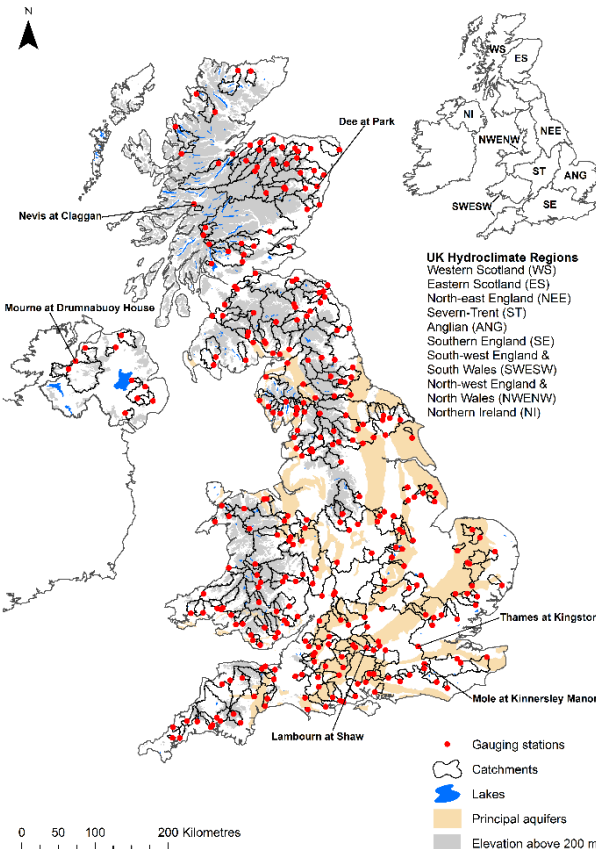 N
WS
ES
NI
NWENW
NEE
ST
ANG
SWESW
SE
Dee at Park
Nevis at Claggan
Mourne at Drumnabuoy House
UK Hydroclimate Regions
Western Scotland (WS)
Eastern Scotland (ES)
North-east England (NEE)
Severn-Trent (ST)
Anglian (ANG)
Southern England (SE)
South-west England &
South Wales (SWESW)
North-west England &
North Wales (NWENW)
Northern Ireland (NI)
Thames at Kingston
Mole at Kinnersley Manor
Lambourn at Shaw
Gauging stations
Catchments
Lakes
Principal aquifers
Elevation above 200 m
0 50 100 200 Kilometres